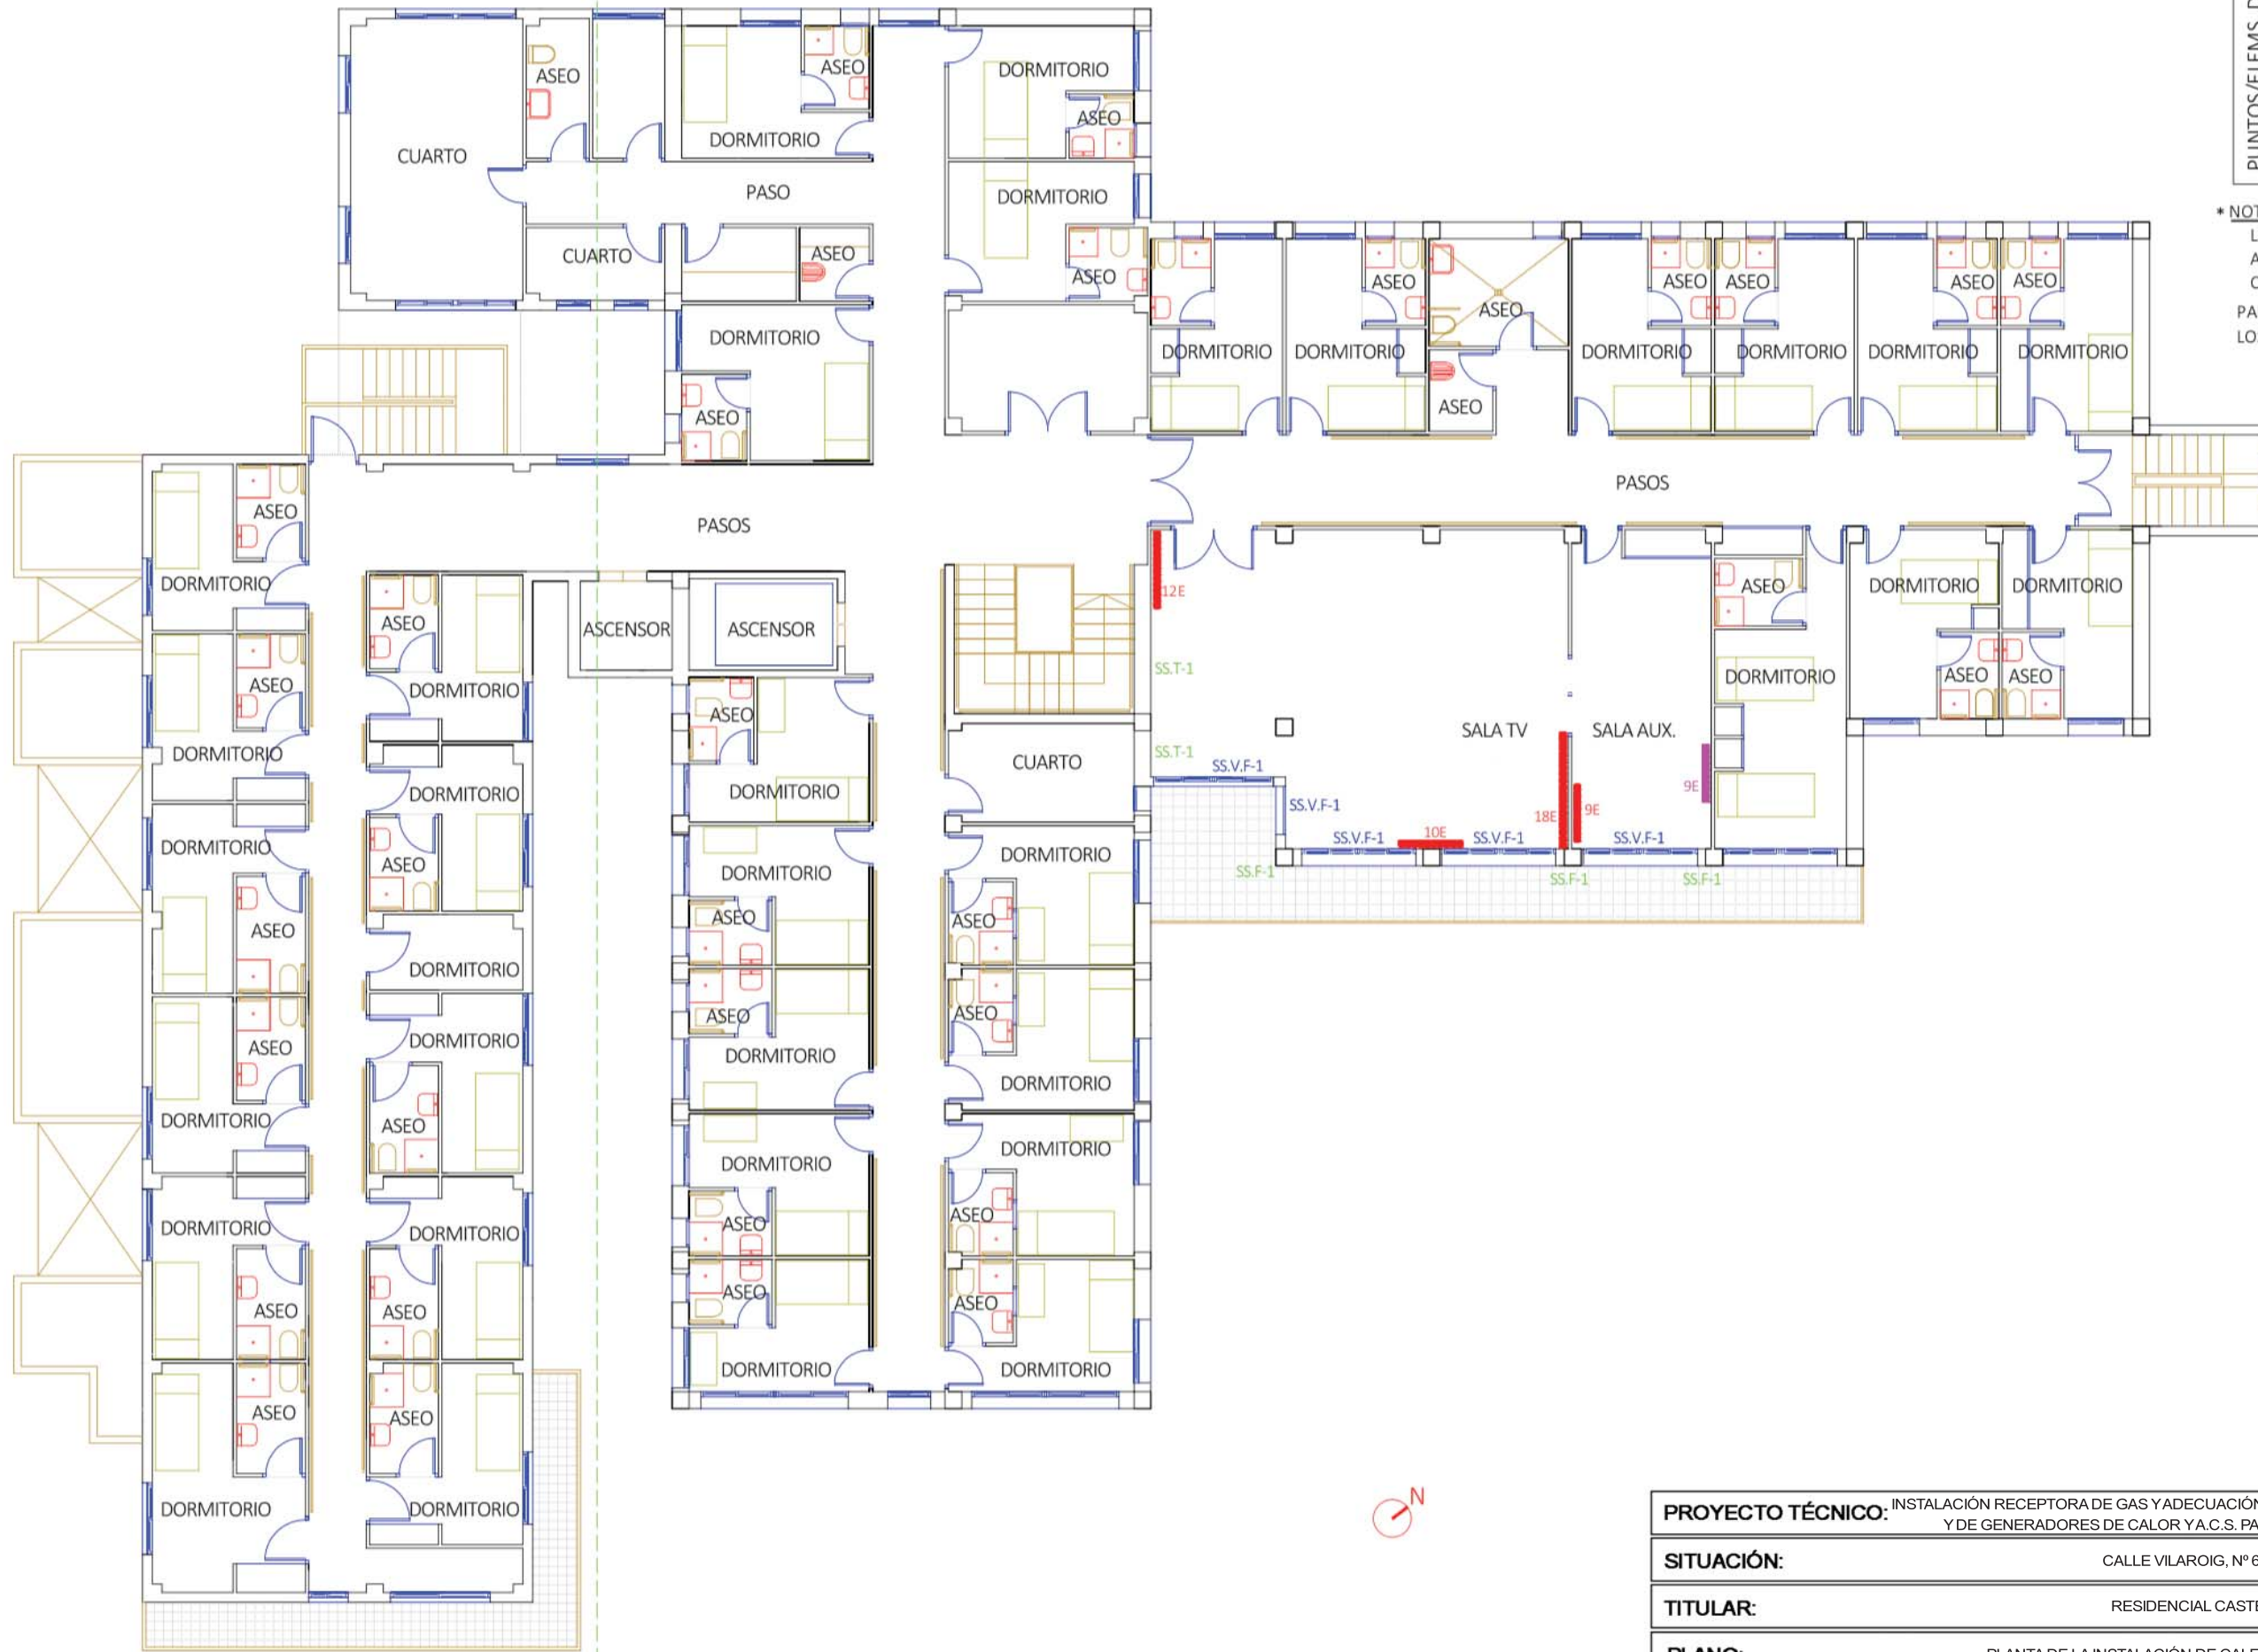 PUNTOS/ELEMS.
* NOT
PA
LO
ASEO
ASEO
DORMITORIO
DORMITORIO
ASEO
CUARTO
PASO
DORMITORIO
CUARTO
ASEO
ASEO
DORMITORIO
ASEO
ASEO
ASEO
ASEO
ASEO
ASEO
ASEO
DORMITORIO
DORMITORIO
DORMITORIO
DORMITORIO
DORMITORIO
DORMITORIO
ASEO
ASEO
PASOS
ASEO
PASOS
DORMITORIO
ASEO
ASCENSOR
ASCENSOR
12E
ASEO
DORMITORIO
DORMITORIO
SS.T-1
ASEO
DORMITORIO
DORMITORIO
ASEO
ASEO
DORMITORIO
ASEO
SALA TV
SALA AUX.
DORMITORIO
SS.T-1
SS.V.F-1
CUARTO
DORMITORIO
DORMITORIO
9E
SS.V.F-1
18E
9E
10E
SS.V.F-1
SS.V.F-1
SS.V.F-1
DORMITORIO
ASEO
DORMITORIO
DORMITORIO
SS.F-1
SS.F-1
SS.F-1
ASEO
ASEO
ASEO
DORMITORIO
ASEO
ASEO
DORMITORIO
ASEO
DORMITORIO
DORMITORIO
DORMITORIO
ASEO
DORMITORIO
DORMITORIO
DORMITORIO
DORMITORIO
ASEO
ASEO
ASEO
ASEO
ASEO
ASEO
DORMITORIO
DORMITORIO
ASEO
ASEO
DORMITORIO
DORMITORIO
N
PROYECTO TÉCNICO: INSTALACIÓN RECEPTORA DE GAS Y ADECUACIÓN
Y DE GENERADORES DE CALOR Y A.C.S. PA
SITUACIÓN: CALLE VILAROIG, Nº 6
TITULAR: RESIDENCIAL CASTE